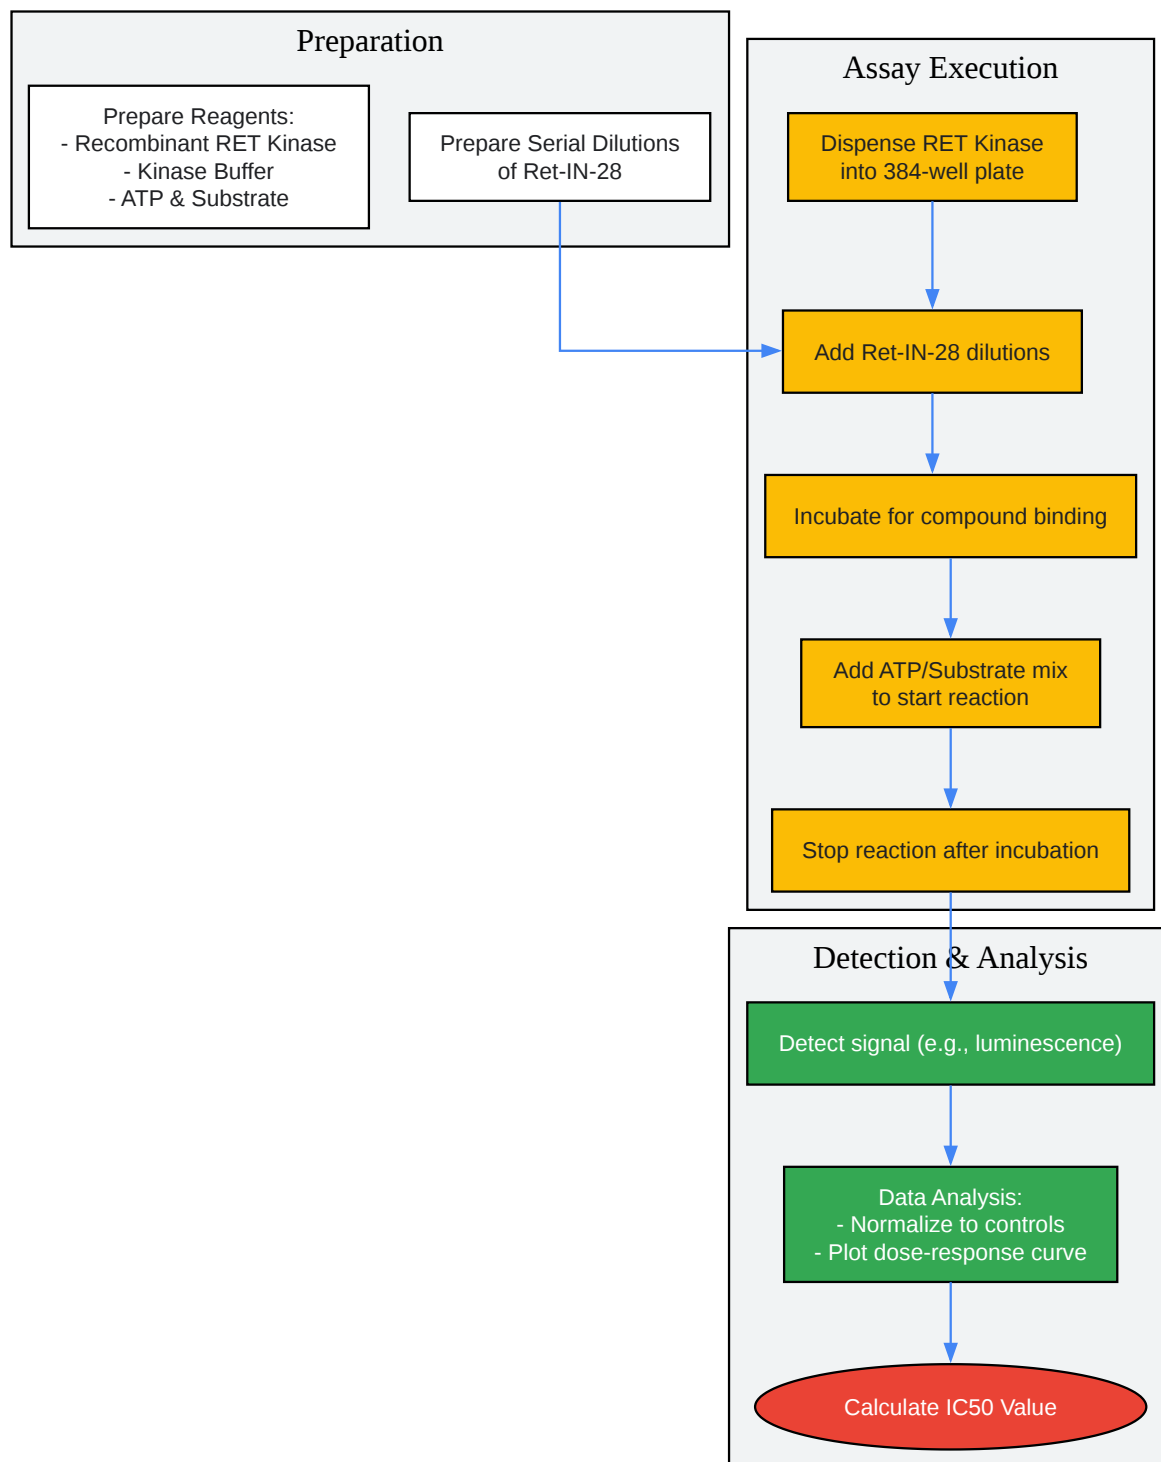 Preparation
Prepare Reagents:
- Recombinant RET Kinase
- Kinase Buffer
- ATP & Substrate
Prepare Serial Dilutions
of Ret-IN-28
Assay Execution
Dispense RET Kinase
into 384-well plate
Add Ret-IN-28 dilutions
Incubate for compound binding
Add ATP/Substrate mix
to start reaction
Stop reaction after incubation
Detection & Analysis
Detect signal (e.g., luminescence)
Data Analysis:
- Normalize to controls
- Plot dose-response curve
Calculate IC50 Value